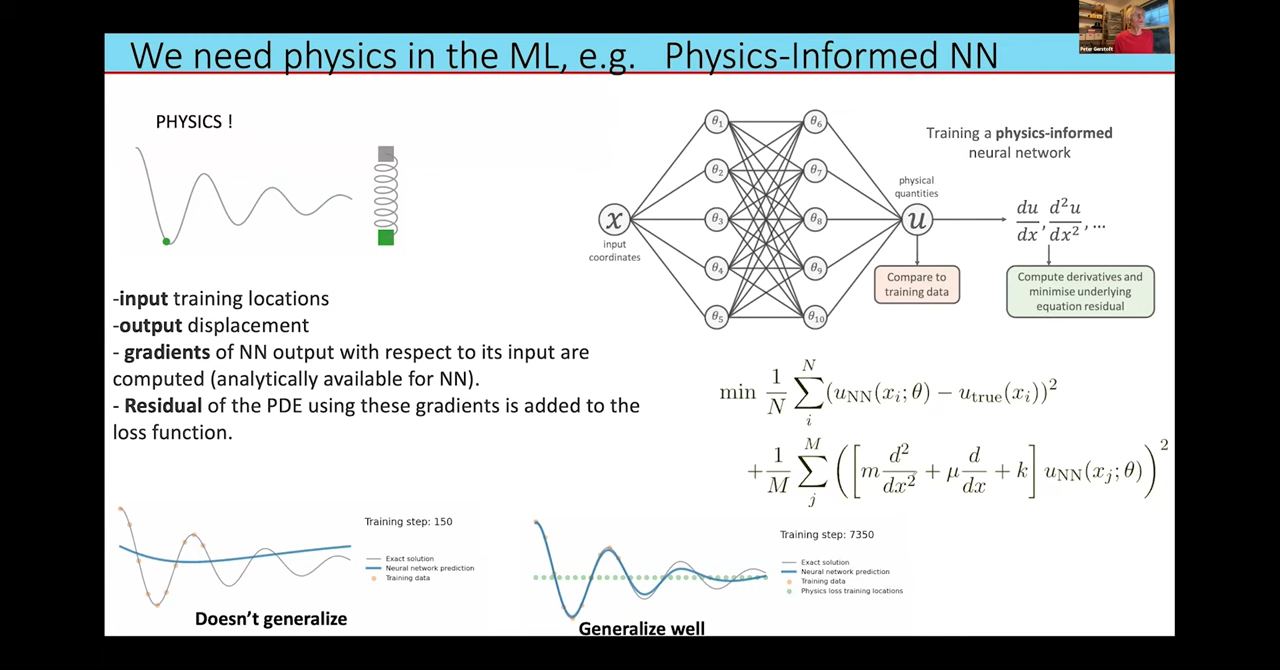 We need physics in the ML, e.g. Physics-Informed NN
Peter Gerstoft
PHYSICS !
-input training locations
-output displacement
- gradients of NN output with respect to its input are
computed (analytically available for NN).
- Residual of the PDE using these gradients is added to the
loss function.
x
input
coordinates
θ₁
θ₂
θ₃
θ₄
θ₅
θ₆
θ₇
θ₈
θ₉
θ₁₀
physical
quantities
u
Training a physics-informed
neural network
du/dx, d²u/dx², ...
Compare to
training data
Compute derivatives and
minimise underlying
equation residual
min 1/N ∑_i^N (u_NN(x_i; θ) − u_true(x_i))²
+ 1/M ∑_j^M ([m d²/dx² + μ d/dx + k] u_NN(x_j; θ))²
Training step: 150
Exact solution
Neural network prediction
Training data
Doesn't generalize
Training step: 7350
Exact solution
Neural network prediction
Training data
Physics loss training locations
Generalize well